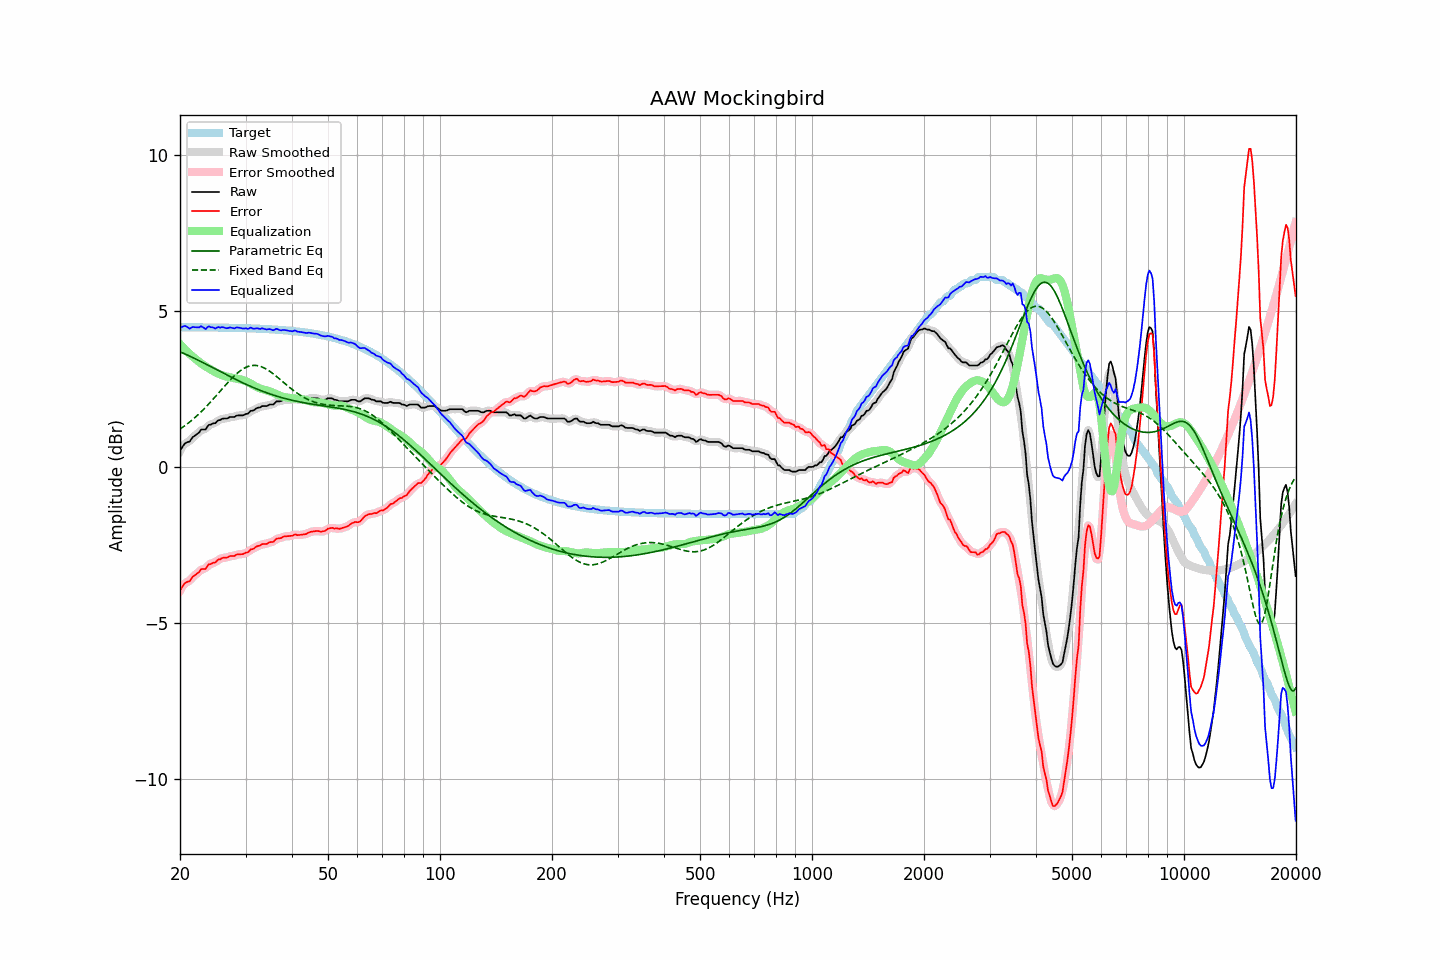 AAW Mockingbird
Target
Raw Smoothed
Error Smoothed
Raw
Error
Equalization
Parametric Eq
Fixed Band Eq
Equalized
10
5
0
−5
−10
Amplitude (dBr)
20 50 100 200 500 1000 2000 5000 10000 20000
Frequency (Hz)